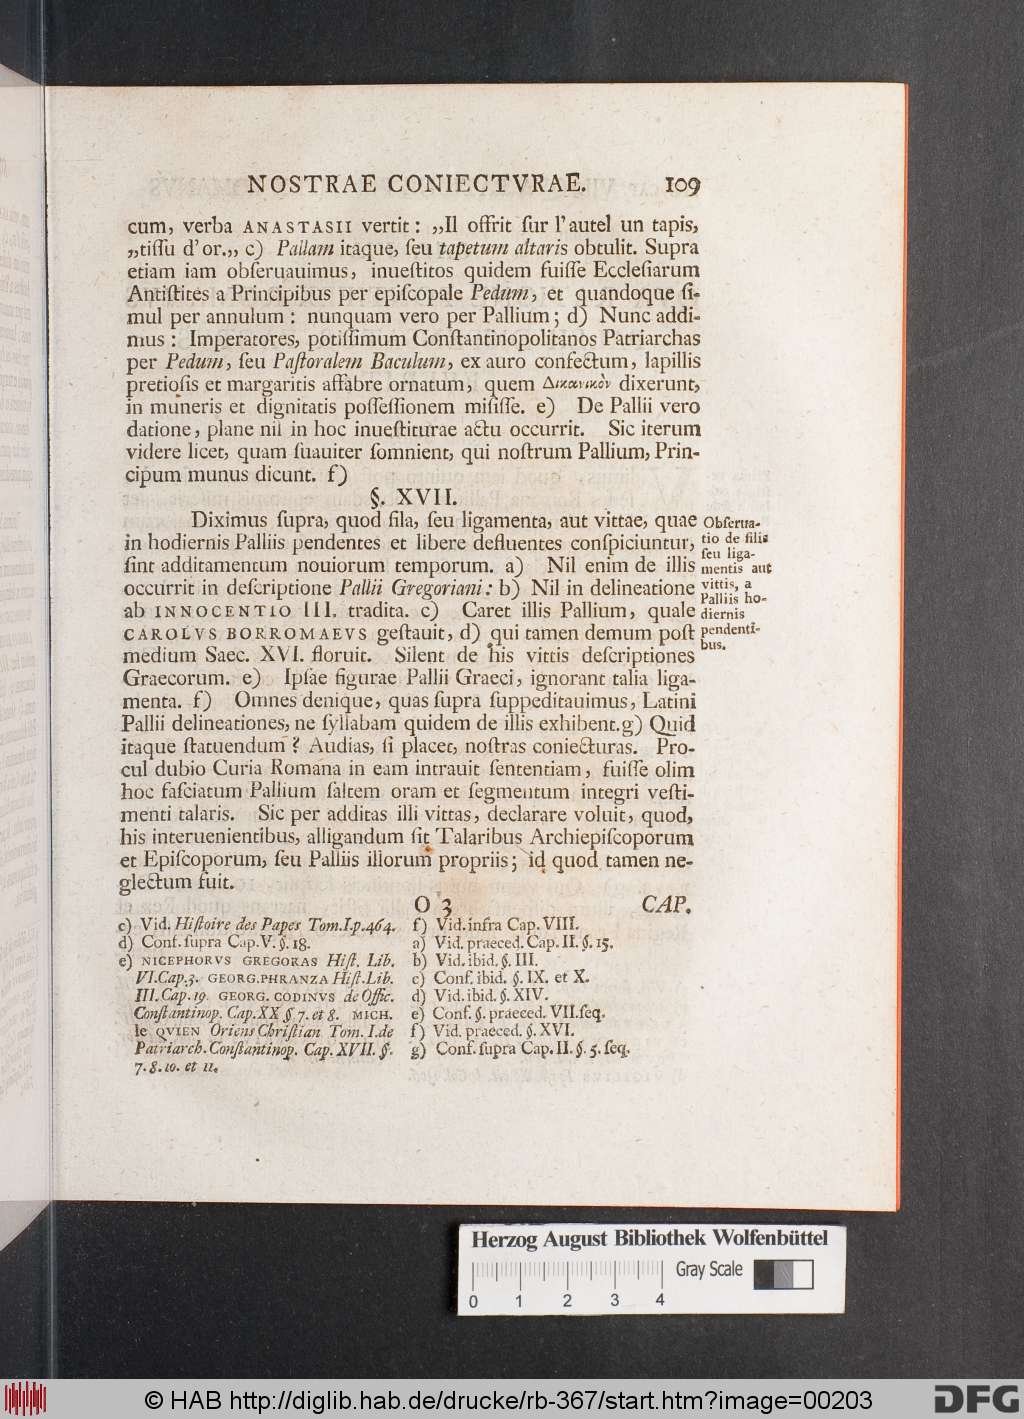 NOSTRAE CONIECTVRAE. 109
cum, verba ANASTASII vertit: „Il offrit ſur l'autel un tapis,
„tiſſu d'or.„ c) Pallam itaque, ſeu tapetum altaris obtulit. Supra
etiam iam obſeruauimus, inueſtitos quidem fuiſſe Eccleſiarum
Antiſtites a Principibus per epiſcopale Pedum, et quandoque ſi-
mul per annulum: nunquam vero per Pallium; d) Nunc addi-
mus: Imperatores, potiſſimum Conſtantinopolitanos Patriarchas
per Pedum, ſeu Paſtoralem Baculum, ex auro confectum, lapillis
pretioſis et margaritis affabre ornatum, quem Δικανικὸν dixerunt,
in muneris et dignitatis poſſeſſionem miſiſſe. e) De Pallii vero
datione, plane nil in hoc inueſtiturae actu occurrit. Sic iterum
videre licet, quam ſuauiter ſomnient, qui noſtrum Pallium, Prin-
cipum munus dicunt. f)
§. XVII.
Diximus ſupra, quod fila, ſeu ligamenta, aut vittae, quae
in hodiernis Palliis pendentes et libere defluentes conſpiciuntur,
ſint additamentum nouiorum temporum. a) Nil enim de illis
occurrit in deſcriptione Pallii Gregoriani: b) Nil in delineatione
ab INNOCENTIO III. tradita. c) Caret illis Pallium, quale
CAROLVS BORROMAEVS geſtauit, d) qui tamen demum poſt
medium Saec. XVI. floruit. Silent de his vittis deſcriptiones
Graecorum. e) Ipſae figurae Pallii Graeci, ignorant talia liga-
menta. f) Omnes denique, quas ſupra ſuppeditauimus, Latini
Pallii delineationes, ne ſyllabam quidem de illis exhibent. g) Quid
itaque ſtatuendum? Audias, ſi placet, noſtras coniecturas. Pro-
cul dubio Curia Romana in eam intrauit ſententiam, fuiſſe olim
hoc faſciatum Pallium ſaltem oram et ſegmentum integri veſti-
menti talaris. Sic per additas illi vittas, declarare voluit, quod,
his interuenientibus, alligandum ſit Talaribus Archiepiſcoporum
et Epiſcoporum, ſeu Palliis illorum propriis; id quod tamen ne-
glectum fuit.
Obſerua-
tio de filis
ſeu liga-
mentis aut
vittis, a
Palliis ho-
diernis
pendenti-
bus.
O 3 CAP.
c) Vid. Hiſtoire des Papes Tom.I.p.464.
d) Conf. ſupra Cap. V. §. 18.
e) NICEPHORVS GREGORAS Hiſt. Lib.
VI. Cap.3. GEORG. PHRANZA Hiſt. Lib.
III. Cap. 19. GEORG. CODINVS de Offic.
Conſtantinop. Cap. XX §. 7. et 8. MICH.
le QVIEN Oriens Chriſtian Tom. I. de
Patriarch. Conſtantinop. Cap. XVII. §.
7. 8. 10. et 11.
f) Vid. infra Cap. VIII.
a) Vid. praeced. Cap. II. §. 15.
b) Vid. ibid. §. III.
c) Conf. ibid. §. IX. et X.
d) Vid. ibid. §. XIV.
e) Conf. §. praeced. VII. ſeq.
f) Vid. praeced. §. XVI.
g) Conf. ſupra Cap. II. §. 5. ſeq.
Herzog August Bibliothek Wolfenbüttel
Gray Scale
0 1 2 3 4
© HAB http://diglib.hab.de/drucke/rb-367/start.htm?image=00203
DFG